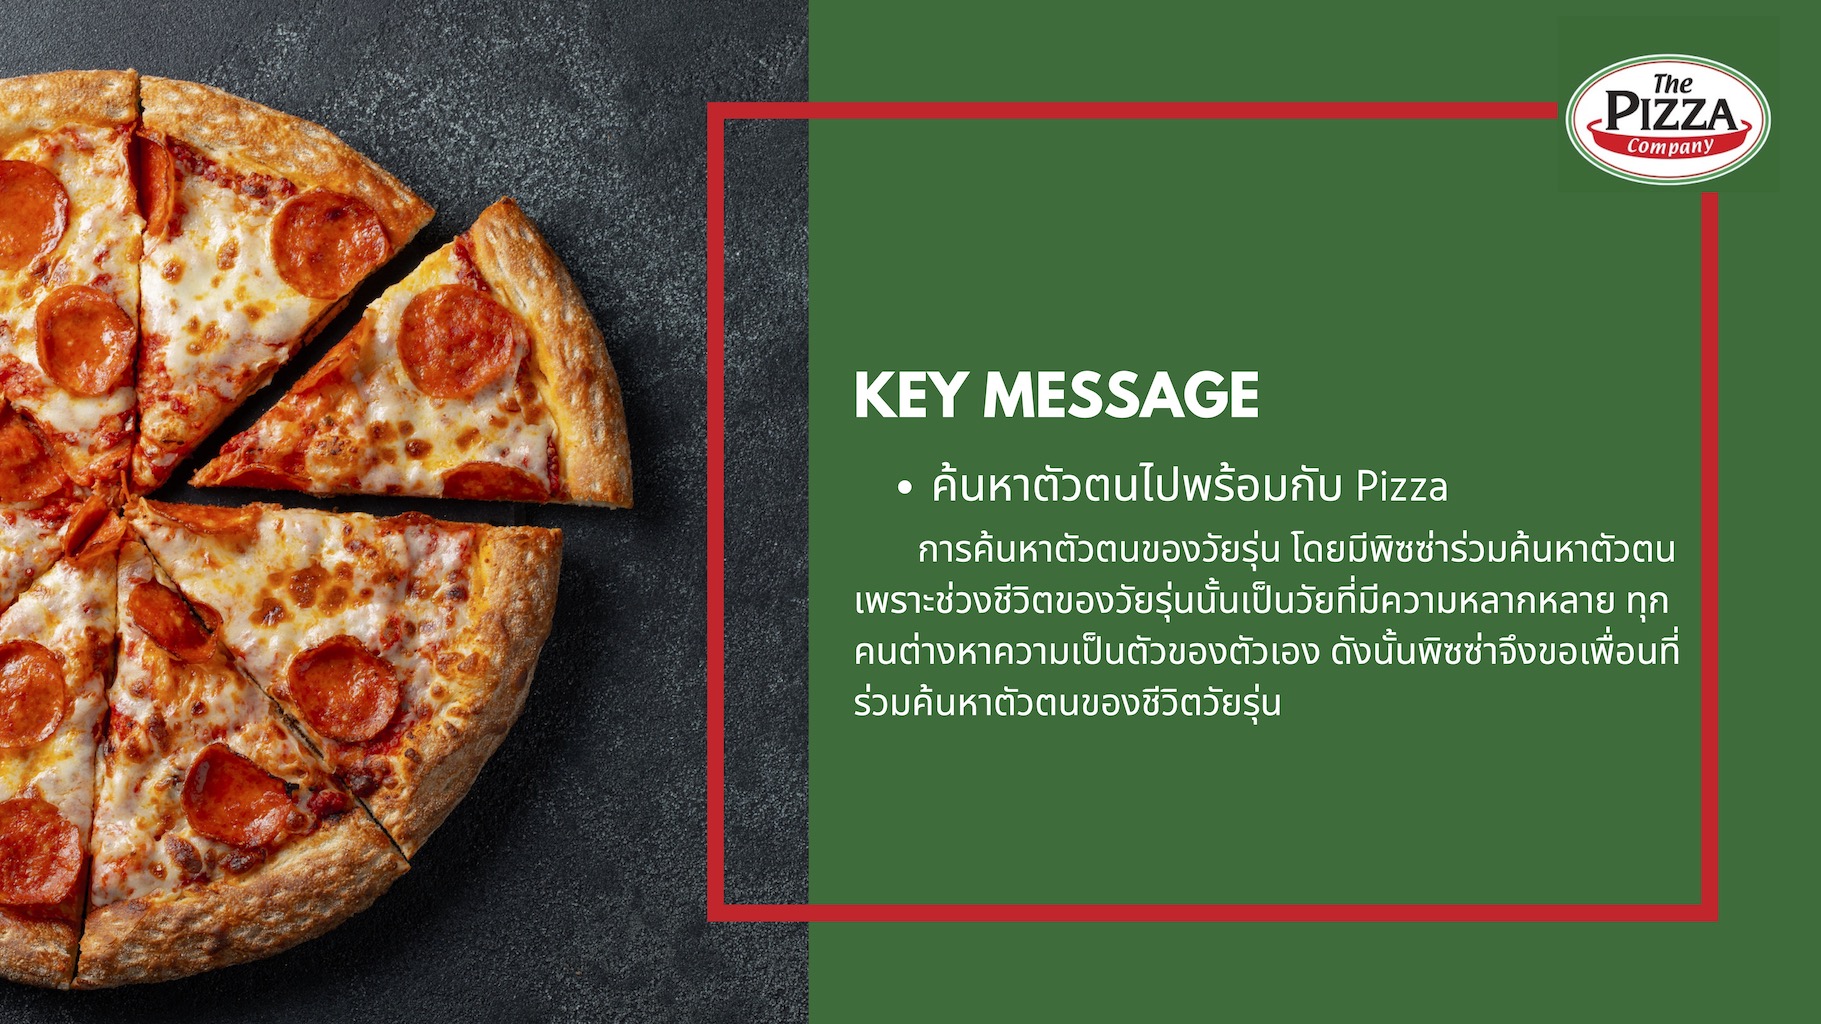 The
PIZZA
Company
KEY MESSAGE
• ค้นหาตัวตนไปพร้อมกับ Pizza
การค้นหาตัวตนของวัยรุ่น โดยมีพิซซ่าร่วมค้นหาตัวตน
เพราะช่วงชีวิตของวัยรุ่นนั้นเป็นวัยที่มีความหลากหลาย ทุก
คนต่างหาความเป็นตัวของตัวเอง ดังนั้นพิซซ่าจึงขอเพื่อนที่
ร่วมค้นหาตัวตนของชีวิตวัยรุ่น